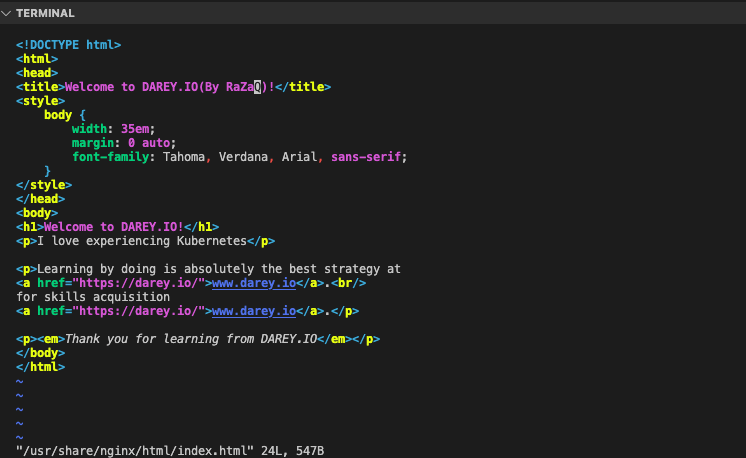 TERMINAL
<!DOCTYPE html>
<html>
<head>
<title>Welcome to DAREY.IO(By RaZaQ)!</title>
<style>
    body {
        width: 35em;
        margin: 0 auto;
        font-family: Tahoma, Verdana, Arial, sans-serif;
    }
</style>
</head>
<body>
<h1>Welcome to DAREY.IO!</h1>
<p>I love experiencing Kubernetes</p>

<p>Learning by doing is absolutely the best strategy at
<a href="https://darey.io/">www.darey.io</a>.<br/>
for skills acquisition
<a href="https://darey.io/">www.darey.io</a>.</p>

<p><em>Thank you for learning from DAREY.IO</em></p>
</body>
</html>
~
~
~
~
~
"/usr/share/nginx/html/index.html" 24L, 547B